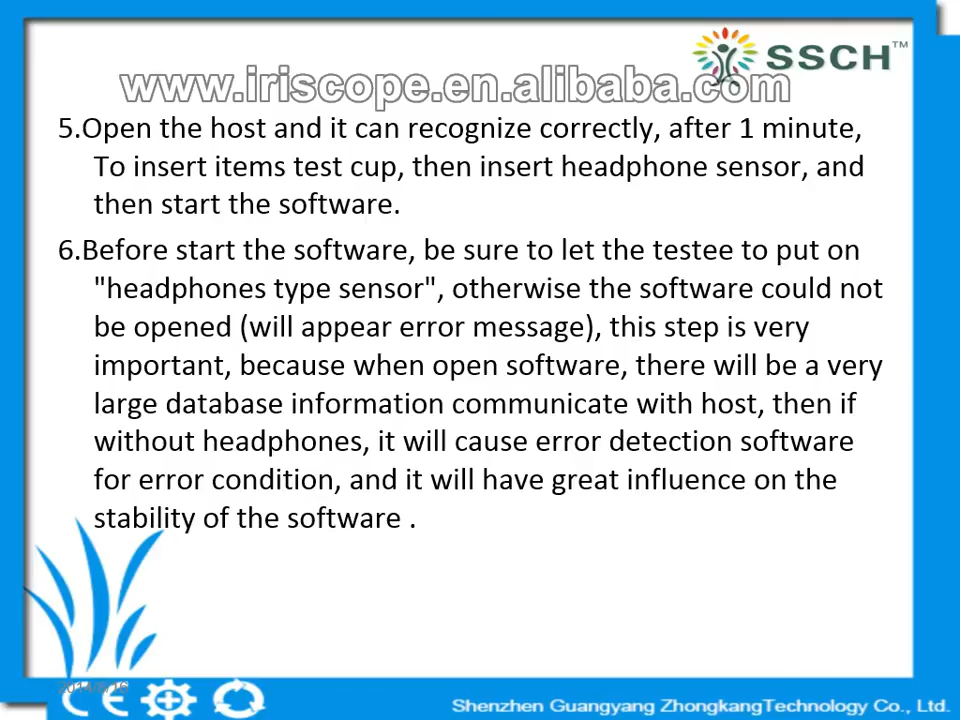 SSCH™
www.iriscope.en.alibaba.com
5.Open the host and it can recognize correctly, after 1 minute,
To insert items test cup, then insert headphone sensor, and
then start the software.
6.Before start the software, be sure to let the testee to put on
"headphones type sensor", otherwise the software could not
be opened (will appear error message), this step is very
important, because when open software, there will be a very
large database information communicate with host, then if
without headphones, it will cause error detection software
for error condition, and it will have great influence on the
stability of the software .
CE
Shenzhen Guangyang ZhongkangTechnology Co., Ltd.